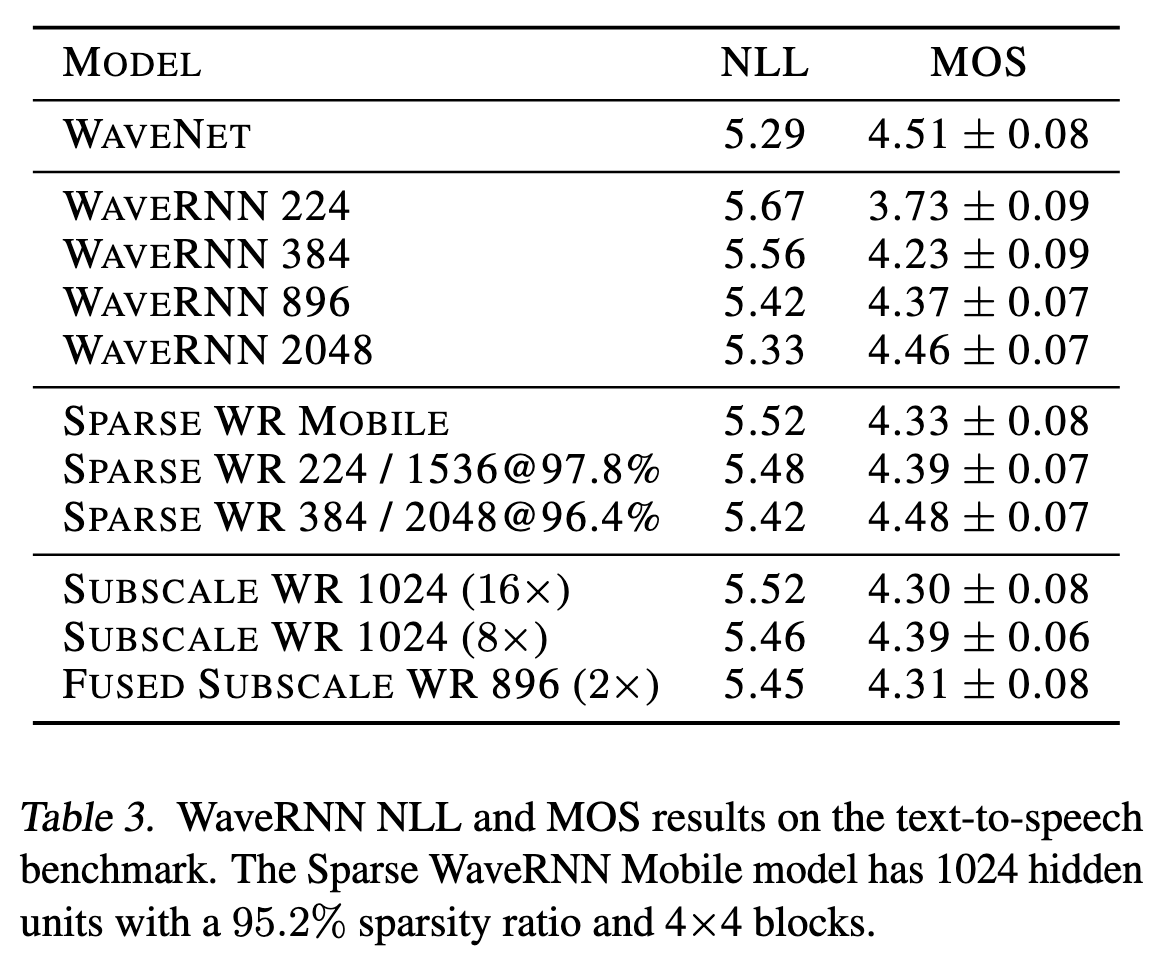 MODEL NLL MOS
WAVENET 5.29 4.51 ± 0.08
WAVERNN 224 5.67 3.73 ± 0.09
WAVERNN 384 5.56 4.23 ± 0.09
WAVERNN 896 5.42 4.37 ± 0.07
WAVERNN 2048 5.33 4.46 ± 0.07
SPARSE WR MOBILE 5.52 4.33 ± 0.08
SPARSE WR 224 / 1536@97.8% 5.48 4.39 ± 0.07
SPARSE WR 384 / 2048@96.4% 5.42 4.48 ± 0.07
SUBSCALE WR 1024 (16×) 5.52 4.30 ± 0.08
SUBSCALE WR 1024 (8×) 5.46 4.39 ± 0.06
FUSED SUBSCALE WR 896 (2×) 5.45 4.31 ± 0.08
Table 3. WaveRNN NLL and MOS results on the text-to-speech
benchmark. The Sparse WaveRNN Mobile model has 1024 hidden
units with a 95.2% sparsity ratio and 4×4 blocks.